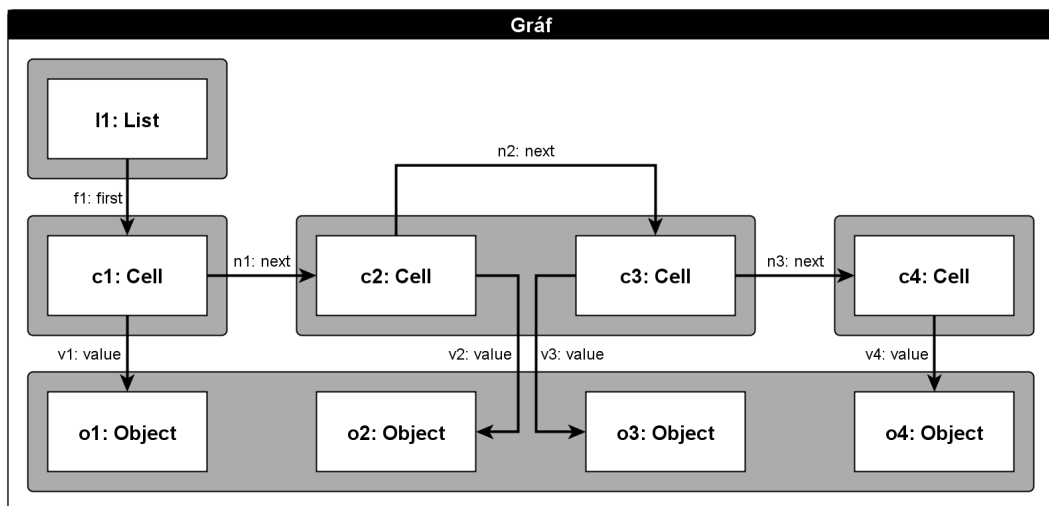 Gráf
l1: List
n2: next
f1: first
c1: Cell
n1: next
c2: Cell
c3: Cell
n3: next
c4: Cell
v1: value
v2: value
v3: value
v4: value
o1: Object
o2: Object
o3: Object
o4: Object